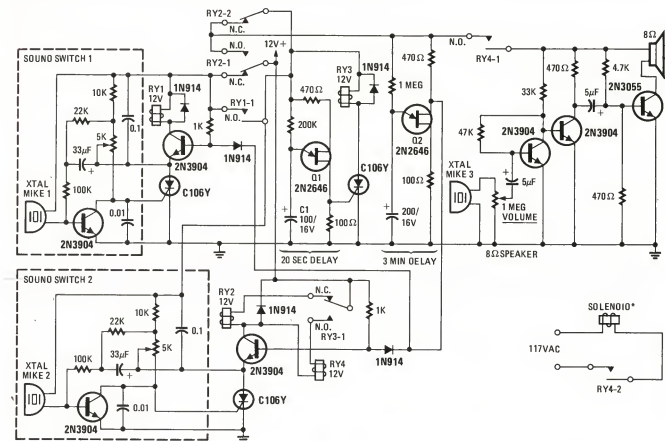 RY2-2
N.C.
N.O.
RY2-1
N.C.
12V+
N.O.
RY4-1
8Ω
SOUND SWITCH 1
10K
22K
5K
33μF
+
0.1
100K
0.01
XTAL
MIKE 1
2N3904
RY1
12V
1N914
1K
RY1-1
N.O.
2N3904
1N914
C106Y
470Ω
200K
Q1
2N2646
C1
100/
16V
+
100Ω
20 SEC DELAY
RY3
12V
1N914
C106Y
1 MEG
470Ω
Q2
2N2646
100Ω
200/
16V
+
3 MIN DELAY
33K
470Ω
4.7K
5μF
+
2N3055
47K
2N3904
2N3904
XTAL
MIKE 3
5μF
+
1 MEG
VOLUME
470Ω
8Ω SPEAKER
SOUND SWITCH 2
10K
22K
5K
33μF
+
100K
0.1
0.01
XTAL
MIKE 2
2N3904
RY2
12V
1N914
N.C.
N.O.
RY3-1
1K
1N914
RY4
12V
2N3904
C106Y
SOLENOID*
117VAC
RY4-2